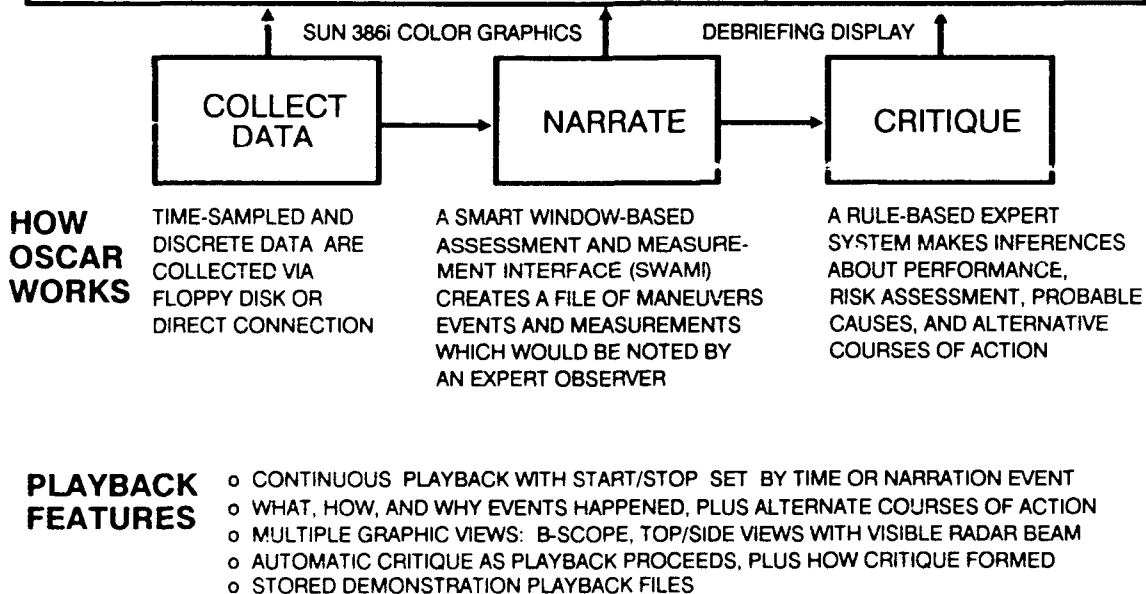 SUN 386i COLOR GRAPHICS
DEBRIEFING DISPLAY
COLLECT
DATA
NARRATE
CRITIQUE
HOW
OSCAR
WORKS
TIME-SAMPLED AND
DISCRETE DATA ARE
COLLECTED VIA
FLOPPY DISK OR
DIRECT CONNECTION
A SMART WINDOW-BASED
ASSESSMENT AND MEASURE-
MENT INTERFACE (SWAMI)
CREATES A FILE OF MANEUVERS
EVENTS AND MEASUREMENTS
WHICH WOULD BE NOTED BY
AN EXPERT OBSERVER
A RULE-BASED EXPERT
SYSTEM MAKES INFERENCES
ABOUT PERFORMANCE,
RISK ASSESSMENT, PROBABLE
CAUSES, AND ALTERNATIVE
COURSES OF ACTION
PLAYBACK
FEATURES
o CONTINUOUS PLAYBACK WITH START/STOP SET BY TIME OR NARRATION EVENT
o WHAT, HOW, AND WHY EVENTS HAPPENED, PLUS ALTERNATE COURSES OF ACTION
o MULTIPLE GRAPHIC VIEWS: B-SCOPE, TOP/SIDE VIEWS WITH VISIBLE RADAR BEAM
o AUTOMATIC CRITIQUE AS PLAYBACK PROCEEDS, PLUS HOW CRITIQUE FORMED
o STORED DEMONSTRATION PLAYBACK FILES